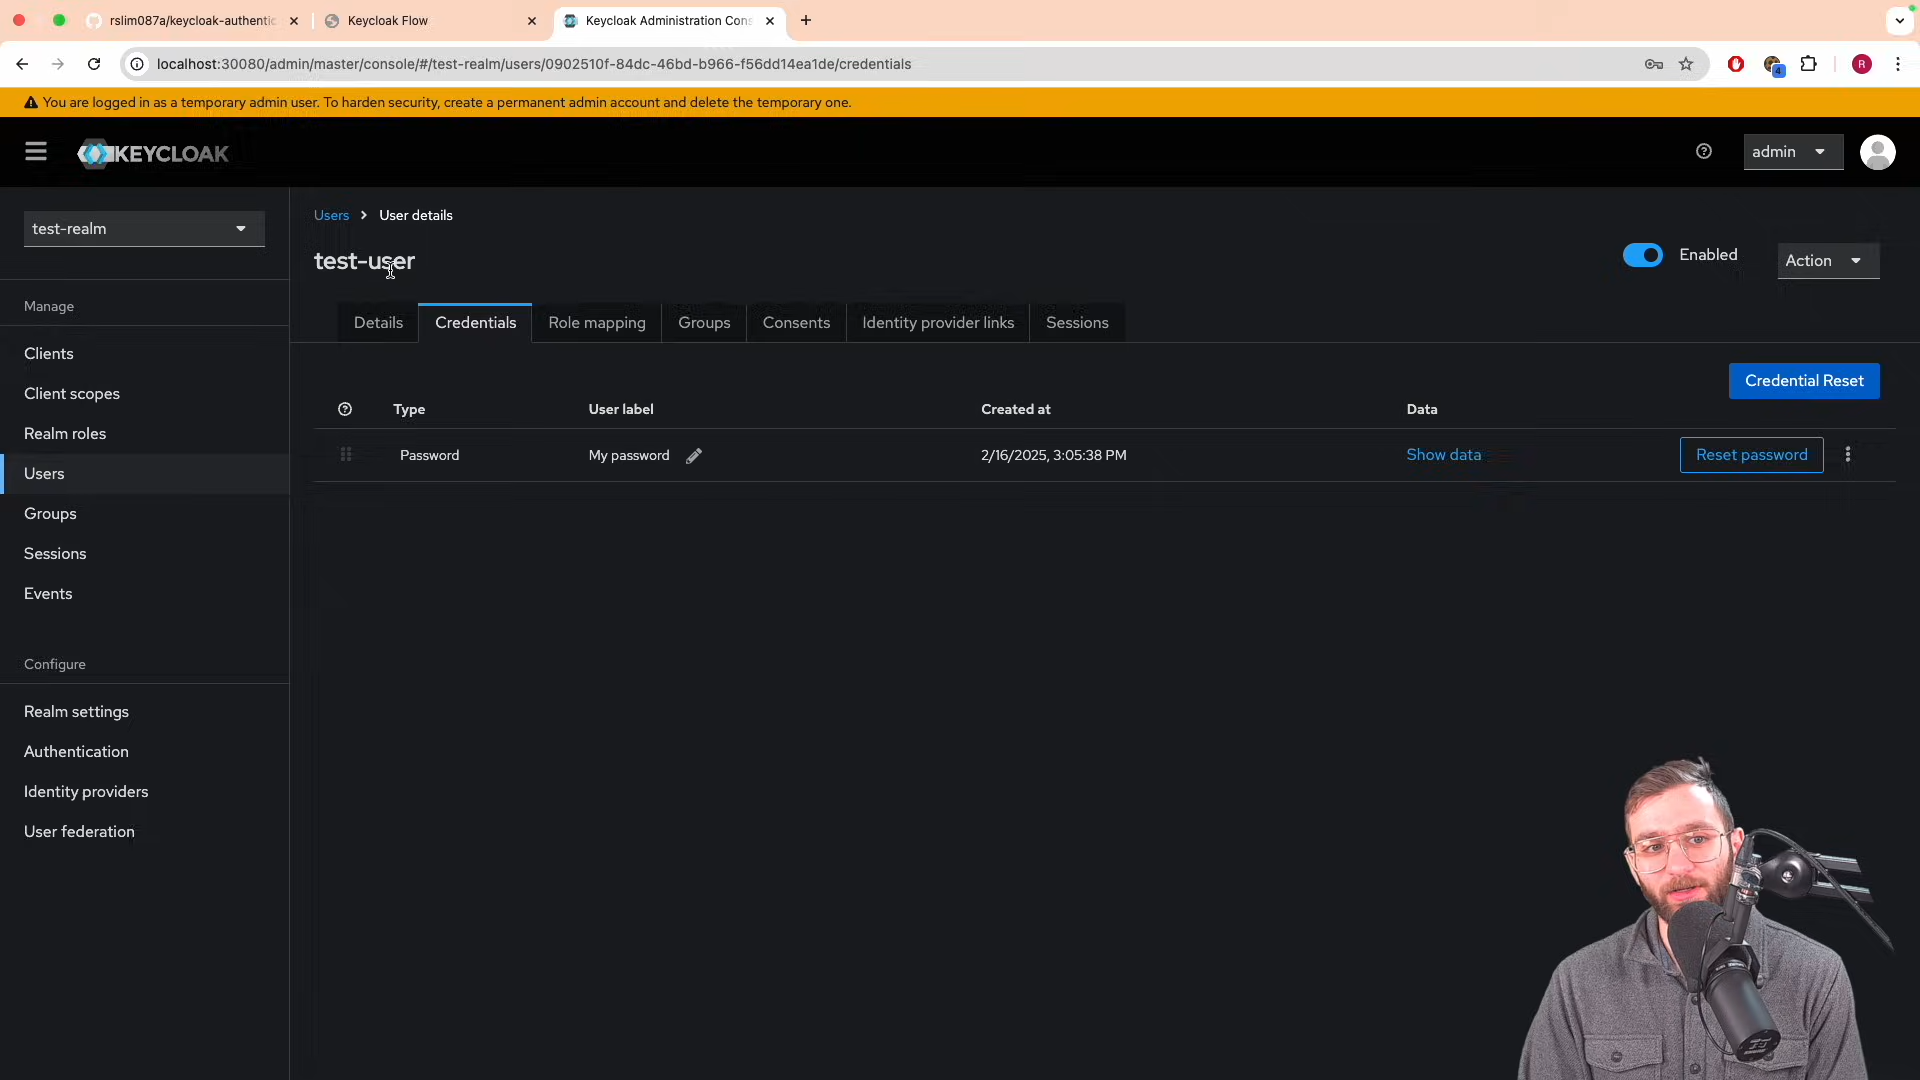 rslim087a/keycloak-authentic
Keycloak Flow
Keycloak Administration Cons
localhost:30080/admin/master/console/#/test-realm/users/0902510f-84dc-46bd-b966-f56dd14ea1de/credentials
4
R
You are logged in as a temporary admin user. To harden security, create a permanent admin account and delete the temporary one.
KEYCLOAK
admin
test-realm
Manage
Clients
Client scopes
Realm roles
Users
Groups
Sessions
Events
Configure
Realm settings
Authentication
Identity providers
User federation
Users > User details
test-user
Enabled
Action
Details Credentials Role mapping Groups Consents Identity provider links Sessions
Credential Reset
Type User label Created at Data
Password My password 2/16/2025, 3:05:38 PM Show data Reset password